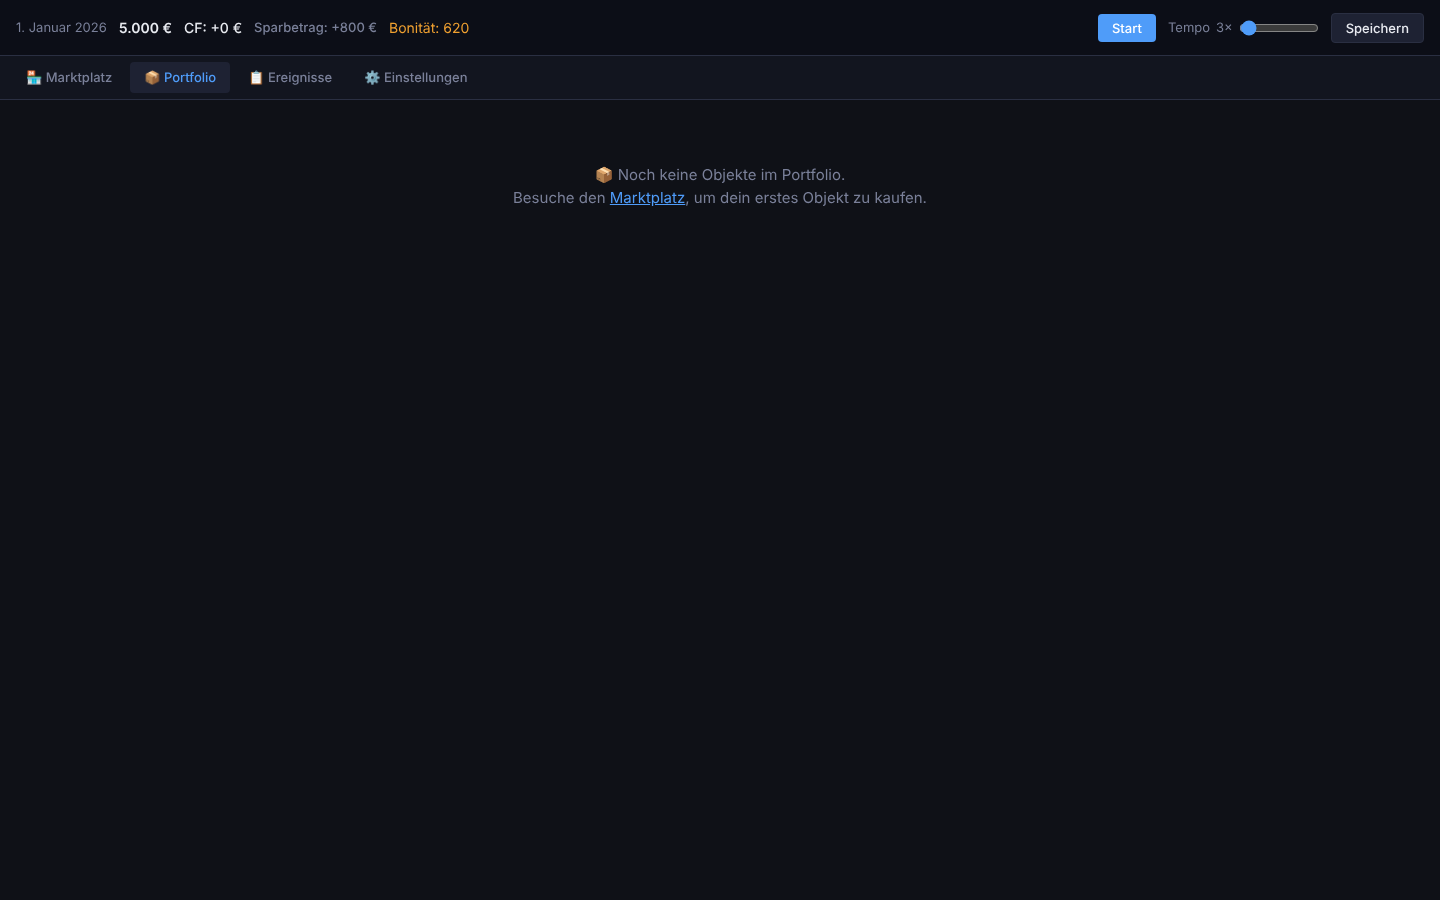 1. Januar 2026 5.000 € CF: +0 € Sparbetrag: +800 € Bonität: 620 Start Tempo 3× Speichern
Marktplatz Portfolio Ereignisse Einstellungen
Noch keine Objekte im Portfolio.
Besuche den Marktplatz, um dein erstes Objekt zu kaufen.